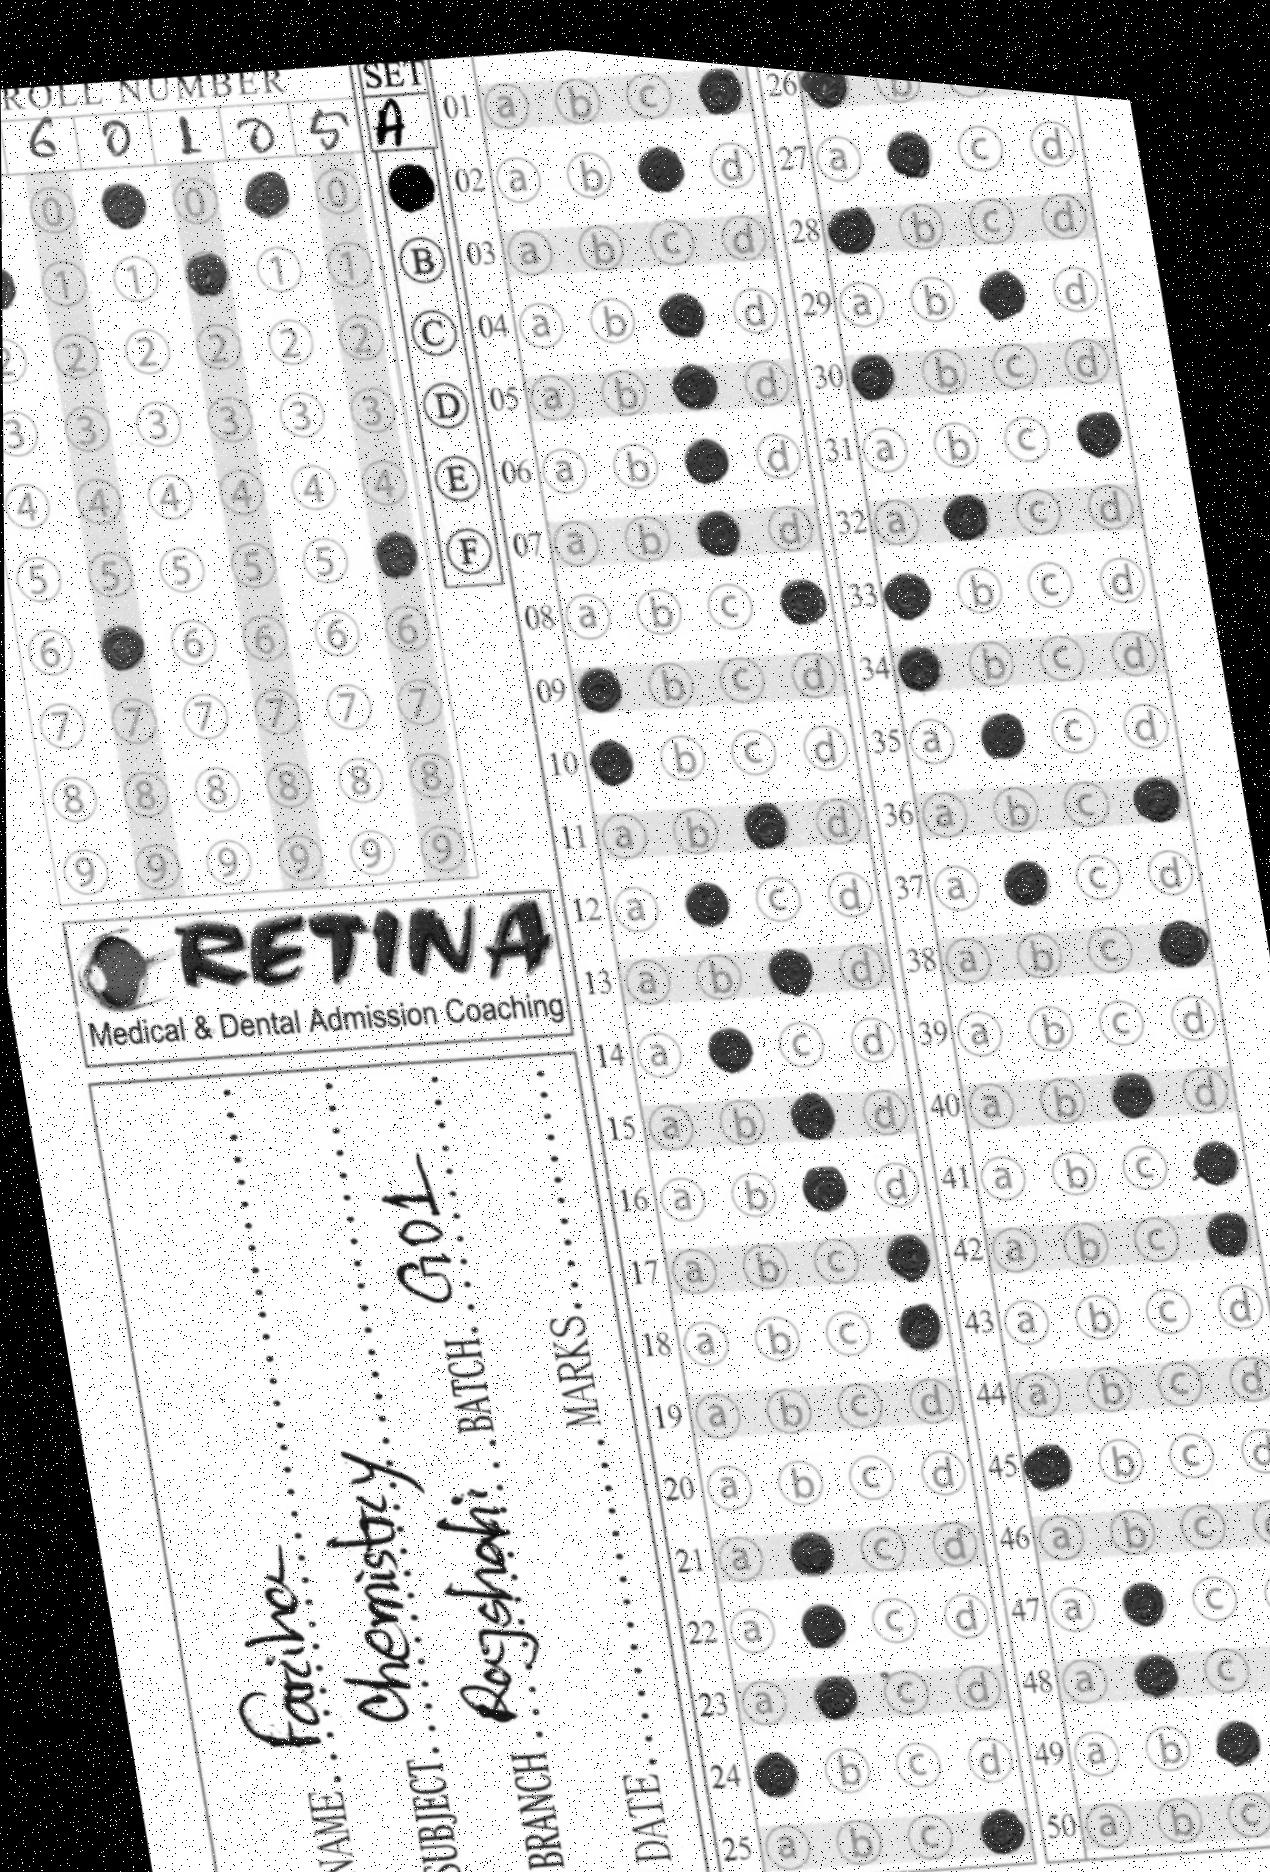 ROLL NUMBER
6 0 1 0 5
0 0 0
1 1 1 1 1
2 2 2 2 2 2
3 3 3 3 3 3
4 4 4 4 4 4
5 5 5 5 5
6 6 6 6 6
7 7 7 7 7 7
8 8 8 8 8 8
9 9 9 9 9 9
SET
A
B
C
D
E
F
RETINA
Medical & Dental Admission Coaching
NAME. Fariha
SUBJECT. Chemistry
BRANCH. Rajshahi BATCH. G01
DATE. MARKS
01 a b c
02 a b d
03 a b c d
04 a b d
05 a b d
06 a b d
07 a b d
08 a b c
09 b c d
10 b c d
11 a b d
12 a c d
13 a b d
14 a c d
15 a b d
16 a b d
17 a b c
18 a b c
19 a b c d
20 a b c d
21 a c d
22 a c d
23 a c d
24 b c d
25 a b c
26 b
27 a c d
28 b c d
29 a b d
30 b c d
31 a b c
32 a c d
33 b c d
34 b c d
35 a c d
36 a b c
37 a c d
38 a b c
39 a b c d
40 a b d
41 a b c
42 a b c
43 a b c d
44 a b c d
45 b c d
46 a b c
47 a c
48 a c
49 a b
50 a b c